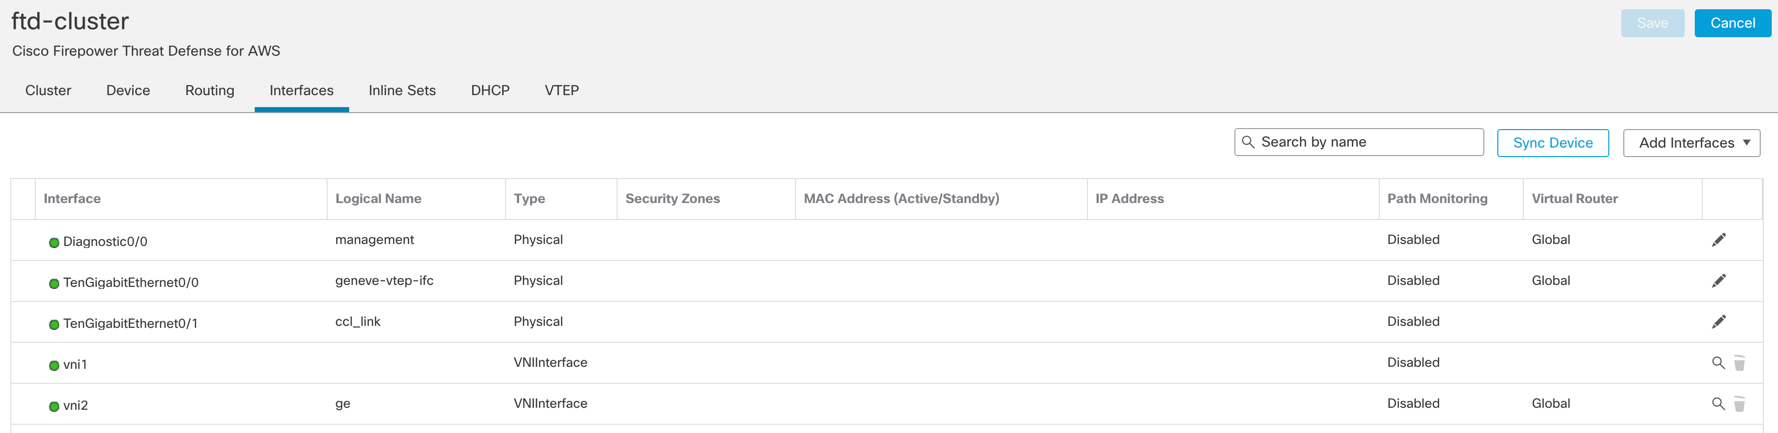 ftd-cluster
Save
Cancel
Cisco Firepower Threat Defense for AWS
Cluster Device Routing Interfaces Inline Sets DHCP VTEP
Search by name
Sync Device
Add Interfaces
Interface Logical Name Type Security Zones MAC Address (Active/Standby) IP Address Path Monitoring Virtual Router
Diagnostic0/0 management Physical Disabled Global
TenGigabitEthernet0/0 geneve-vtep-ifc Physical Disabled Global
TenGigabitEthernet0/1 ccl_link Physical Disabled
vni1 VNIInterface Disabled
vni2 ge VNIInterface Disabled Global